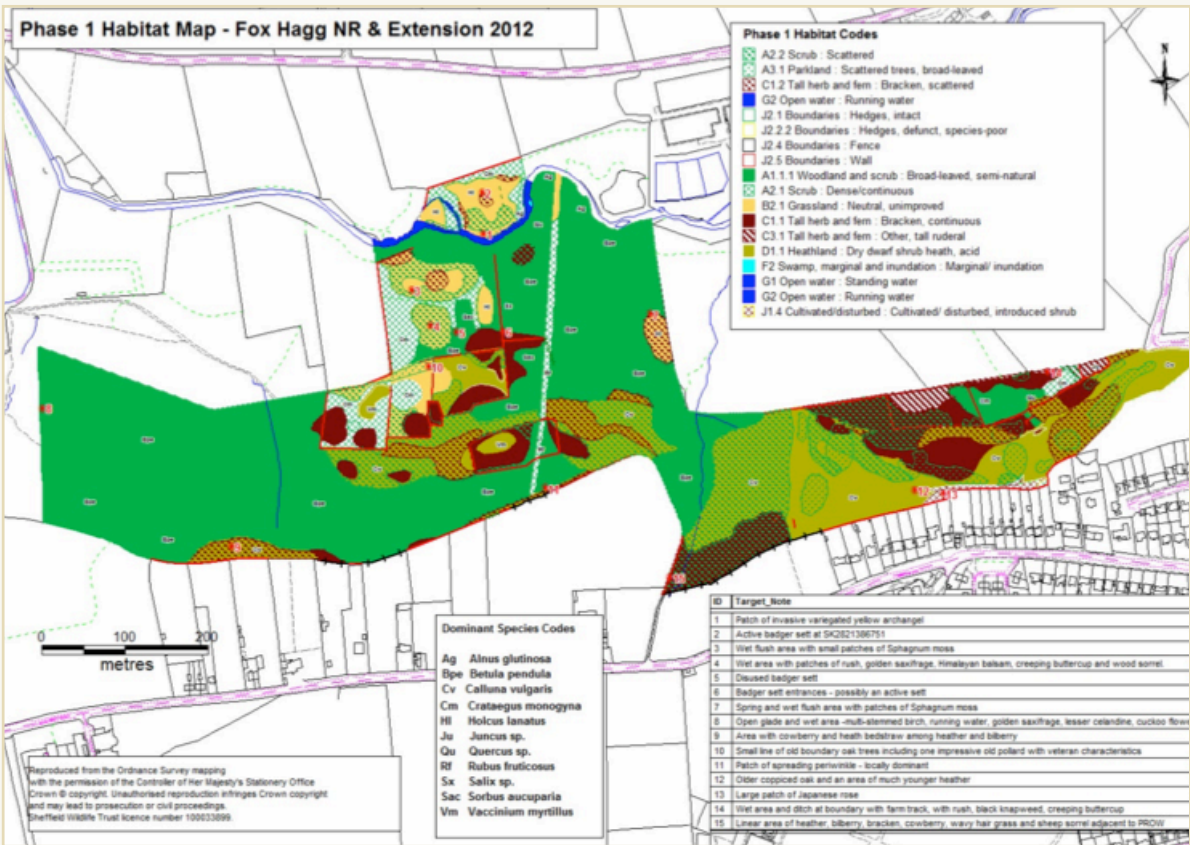 Phase 1 Habitat Map - Fox Hagg NR & Extension 2012
Phase 1 Habitat Codes
A2.2 Scrub : Scattered
A3.1 Parkland : Scattered trees, broad-leaved
C1.2 Tall herb and fern : Bracken, scattered
G2 Open water : Running water
J2.1 Boundaries : Hedges, intact
J2.2.2 Boundaries : Hedges, defunct, species-poor
J2.4 Boundaries : Fence
J2.5 Boundaries : Wall
A1.1.1 Woodland and scrub : Broad-leaved, semi-natural
A2.1 Scrub : Dense/continuous
B2.1 Grassland : Neutral, unimproved
C1.1 Tall herb and fern : Bracken, continuous
C3.1 Tall herb and fern : Other, tall ruderal
D1.1 Heathland : Dry dwarf shrub heath, acid
F2 Swamp, marginal and inundation : Marginal/ inundation
G1 Open water : Standing water
G2 Open water : Running water
J1.4 Cultivated/disturbed : Cultivated/ disturbed, introduced shrub
N
0 100 200
metres
Dominant Species Codes
Ag Alnus glutinosa
Bpe Betula pendula
Cv Calluna vulgaris
Cm Crataegus monogyna
Hl Holcus lanatus
Ju Juncus sp.
Qu Quercus sp.
Rf Rubus fruticosus
Sx Salix sp.
Sac Sorbus aucuparia
Vm Vaccinium myrtillus
ID Target_Note
1 Patch of invasive variegated yellow archangel
2 Active badger sett at SK2821386751
3 Wet flush area with small patches of Sphagnum moss
4 Wet area with patches of rush, golden saxifrage, Himalayan balsam, creeping buttercup and wood sorrel.
5 Disused badger sett
6 Badger sett entrances - possibly an active sett
7 Spring and wet flush area with patches of Sphagnum moss
8 Open glade and wet area -multi-stemmed birch, running water, golden saxifrage, lesser celandine, cuckoo flowe
9 Area with cowberry and heath bedstraw among heather and bilberry
10 Small line of old boundary oak trees including one impressive old pollard with veteran characteristics
11 Patch of spreading periwinkle - locally dominant
12 Older coppiced oak and an area of much younger heather
13 Large patch of Japanese rose
14 Wet area and ditch at boundary with farm track, with rush, black knapweed, creeping buttercup
15 Linear area of heather, bilberry, bracken, cowberry, wavy hair grass and sheep sorrel adjacent to PROW
Reproduced from the Ordnance Survey mapping
with the permission of the Controller of Her Majesty's Stationery Office
Crown © copyright. Unauthorised reproduction infringes Crown copyright
and may lead to prosecution or civil proceedings.
Sheffield Wildlife Trust licence number 100033899.